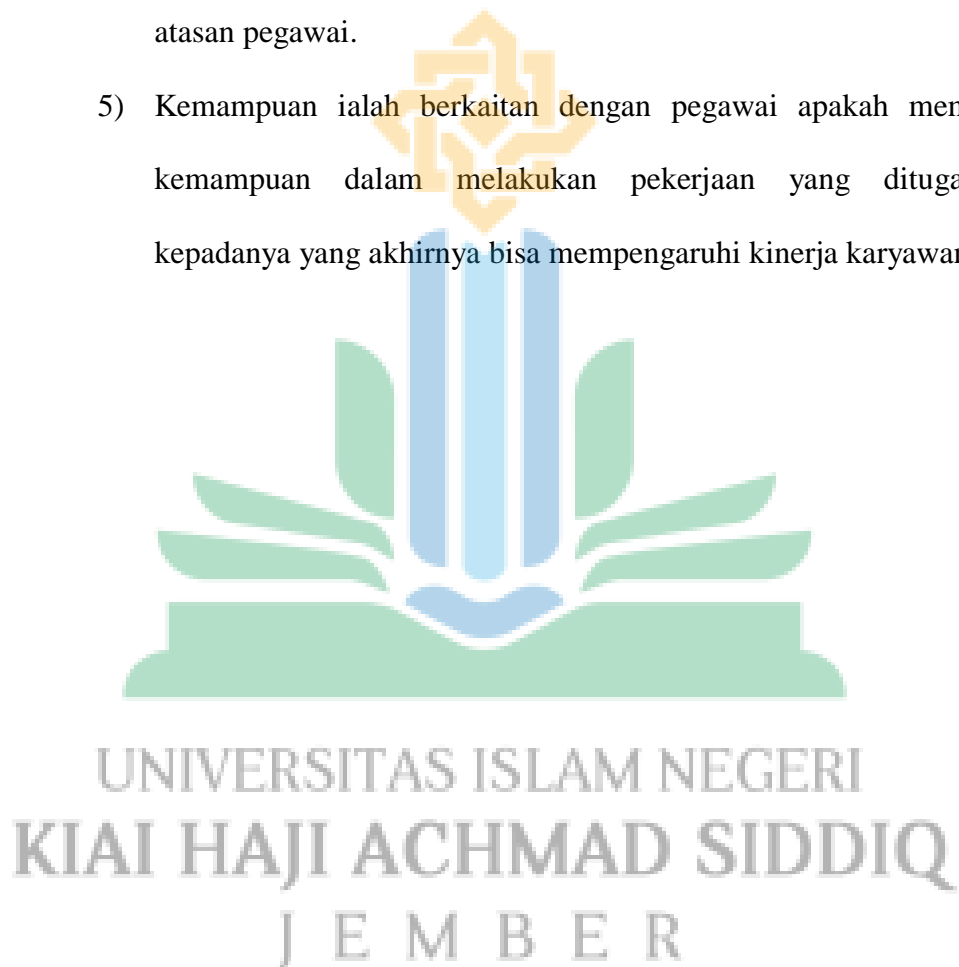 atasan pegawai.
5) Kemampuan ialah berkaitan dengan pegawai apakah
kemampuan dalam melakukan pekerjaan yang
kepadanya yang akhirnya bisa mempengaruhi kinerja
UNIVERSITAS ISLAM NEGERI
KIAI HAJI ACHMAD SIDDIQ
JEMBER